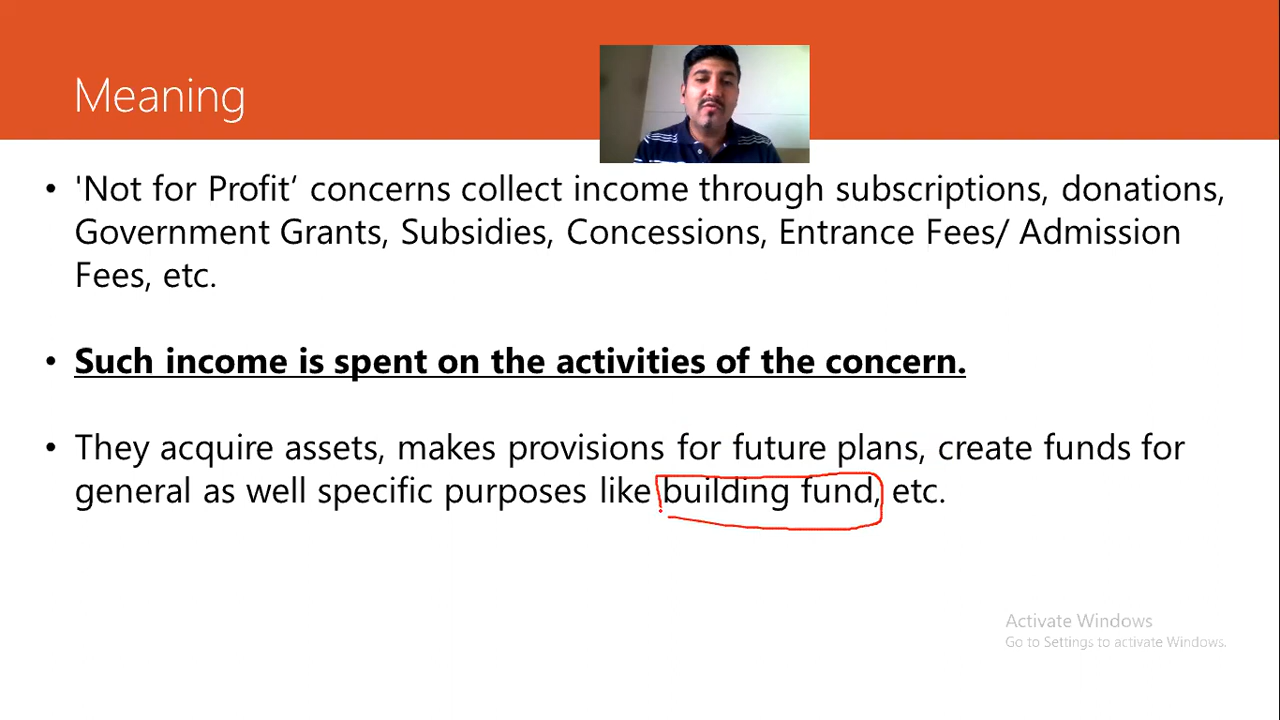 Meaning
• 'Not for Profit‘ concerns collect income through subscriptions, donations,
Government Grants, Subsidies, Concessions, Entrance Fees/ Admission
Fees, etc.
• Such income is spent on the activities of the concern.
• They acquire assets, makes provisions for future plans, create funds for
general as well specific purposes like building fund, etc.
Activate Windows
Go to Settings to activate Windows.